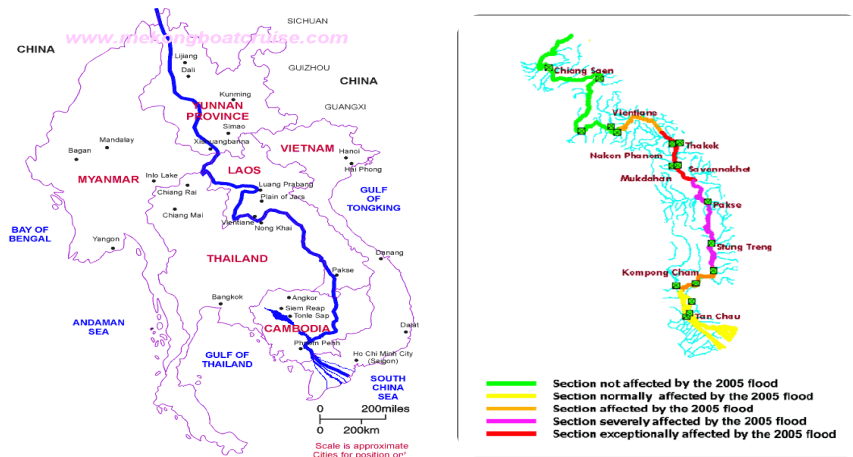 SICHUAN
www.mekongboatcruise.com
CHINA
Lijiang
Dali
GUIZHOU
CHINA
Kunming
YUNNAN
PROVINCE
GUANGXI
Simao
Xishuangbanna
Mandalay
Bagan
VIETNAM
Hanoi
Hai Phong
MYANMAR
Inlo Lake
LAOS
Chiang Rai
Luang Prabang
Plain of Jars
GULF
OF
TONGKING
Chiang Mai
Vientiane
Nong Khai
BAY OF
BENGAL
Yangon
Danang
THAILAND
Pakse
Bangkok
Angkor
Siem Reap
Tonle Sap
ANDAMAN
SEA
CAMBODIA
Dalat
Phnom Penh
GULF OF
THAILAND
Ho Chi Minh City
(Saigon)
SOUTH
CHINA
SEA
0 200miles
0 200km
Scale is approximate
Cities for position onl
Chiang Saen
Vientiane
Thakek
Nakon Phanom
Savannakhet
Mukdahan
Pakse
Stung Treng
Kompong Cham
Tan Chau
Section not affected by the 2005 flood
Section normally affected by the 2005 flood
Section affected by the 2005 flood
Section severely affected by the 2005 flood
Section exceptionally affected by the 2005 flood